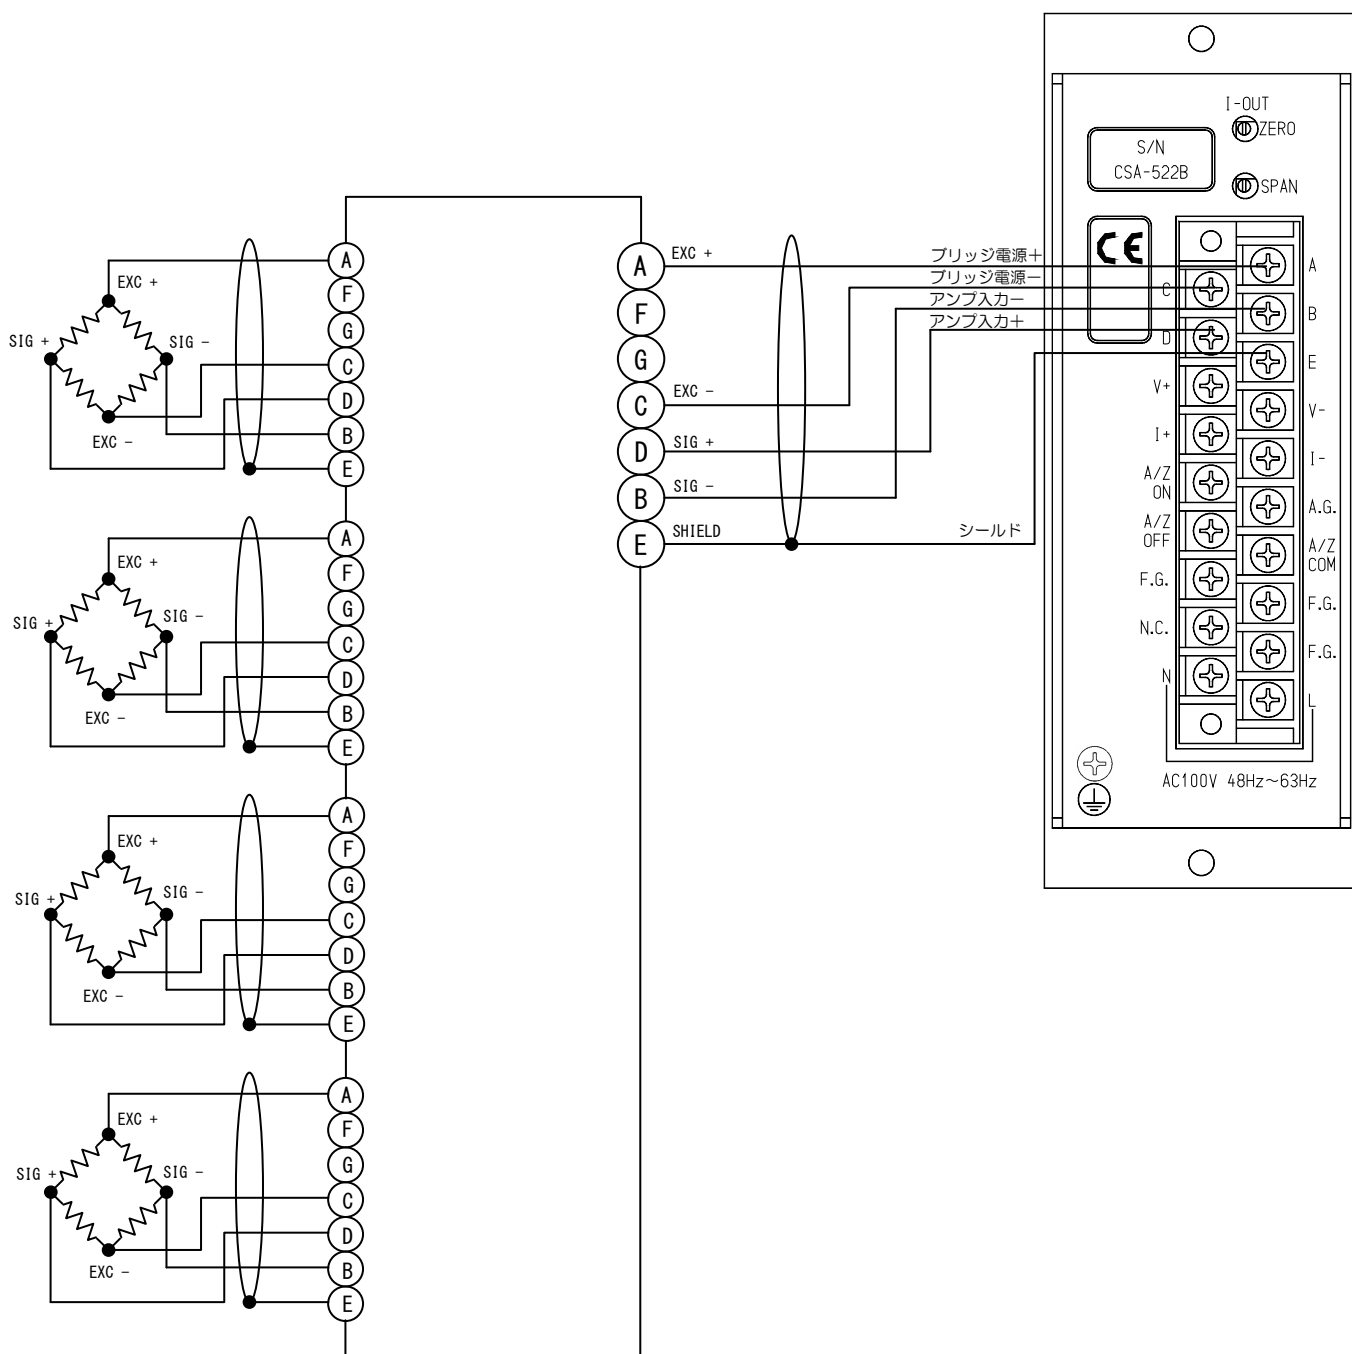 I-OUT
ZERO
S/N
CSA-522B
SPAN
CE
A
EXC +
ブリッジ電源+
A
C
ブリッジ電源-
アンプ入力-
B
アンプ入力+
D
E
V+
V-
I+
I-
A/Z
ON
A.G.
A/Z
OFF
A/Z
COM
F.G.
F.G.
N.C.
F.G.
N
L
AC100V 48Hz~63Hz
F
G
EXC -
C
SIG +
D
SIG -
B
SHIELD
シールド
E
EXC +
SIG +
SIG -
EXC -
A
F
G
C
D
B
E
EXC +
SIG +
SIG -
EXC -
A
F
G
C
D
B
E
EXC +
SIG +
SIG -
EXC -
A
F
G
C
D
B
E
EXC +
SIG +
SIG -
EXC -
A
F
G
C
D
B
E